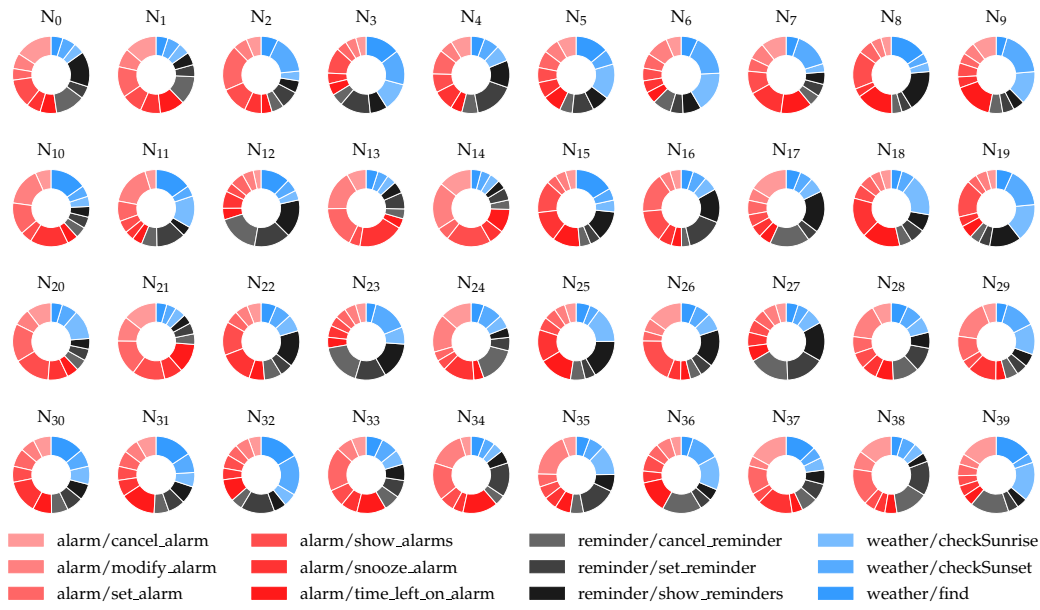 N0 N1 N2 N3 N4 N5 N6 N7 N8 N9
N10 N11 N12 N13 N14 N15 N16 N17 N18 N19
N20 N21 N22 N23 N24 N25 N26 N27 N28 N29
N30 N31 N32 N33 N34 N35 N36 N37 N38 N39
alarm/cancel_alarm alarm/show_alarms reminder/cancel_reminder weather/checkSunrise
alarm/modify_alarm alarm/snooze_alarm reminder/set_reminder weather/checkSunset
alarm/set_alarm alarm/time_left_on_alarm reminder/show_reminders weather/find